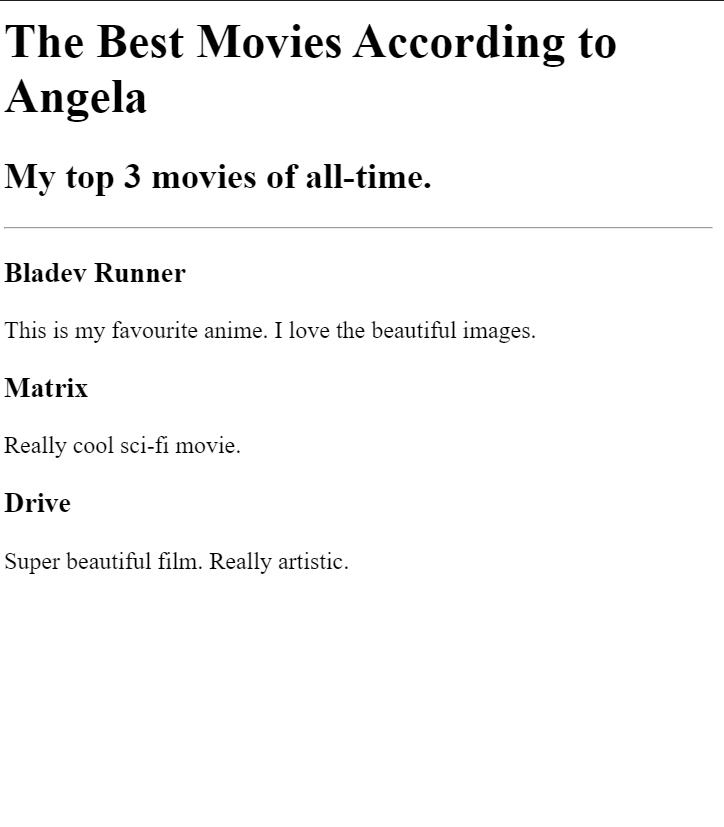 The Best Movies According to
Angela
My top 3 movies of all-time.
Bladev Runner
This is my favourite anime. I love the beautiful images.
Matrix
Really cool sci-fi movie.
Drive
Super beautiful film. Really artistic.